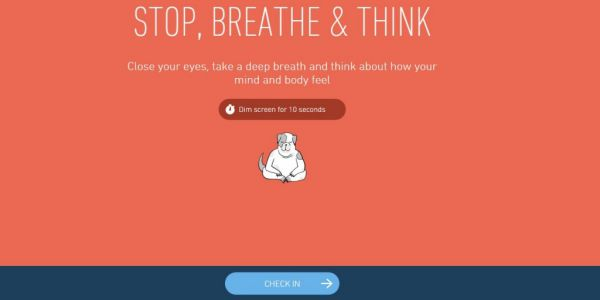 STOP, BREATHE & THINK
Close your eyes, take a deep breath and think about how your
mind and body feel
Dim screen for 10 seconds
CHECK IN